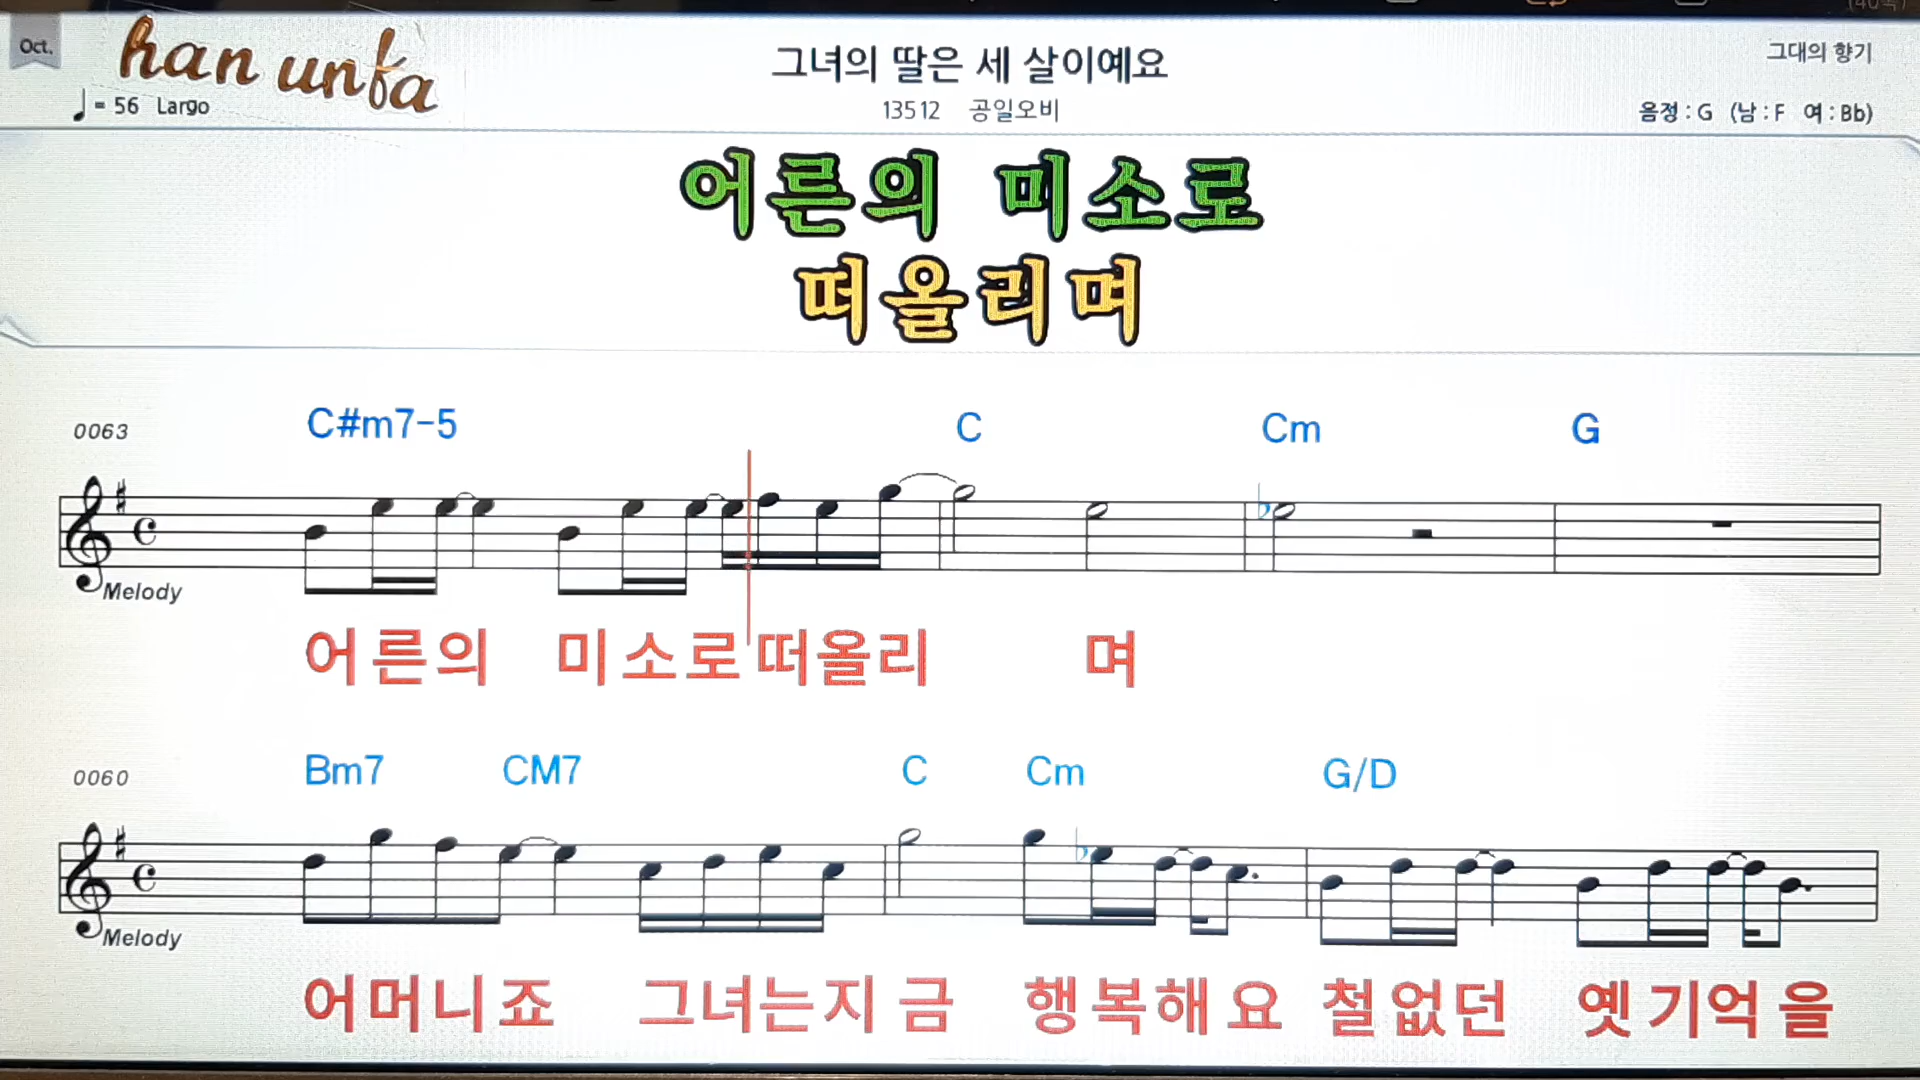 Oct.
han unfa
그녀의 딸은 세 살이예요
그대의 향기
= 56 Largo
13512 공일오비
음정 : G (남 : F 여 : Bb)
어른의 미소로
떠올리며
0063 C#m7-5 C Cm G
Melody
어른의 미소로 떠올리 며
0060 Bm7 CM7 C Cm G/D
Melody
어머니죠 그녀는지 금 행복해요 철없던 옛기억을